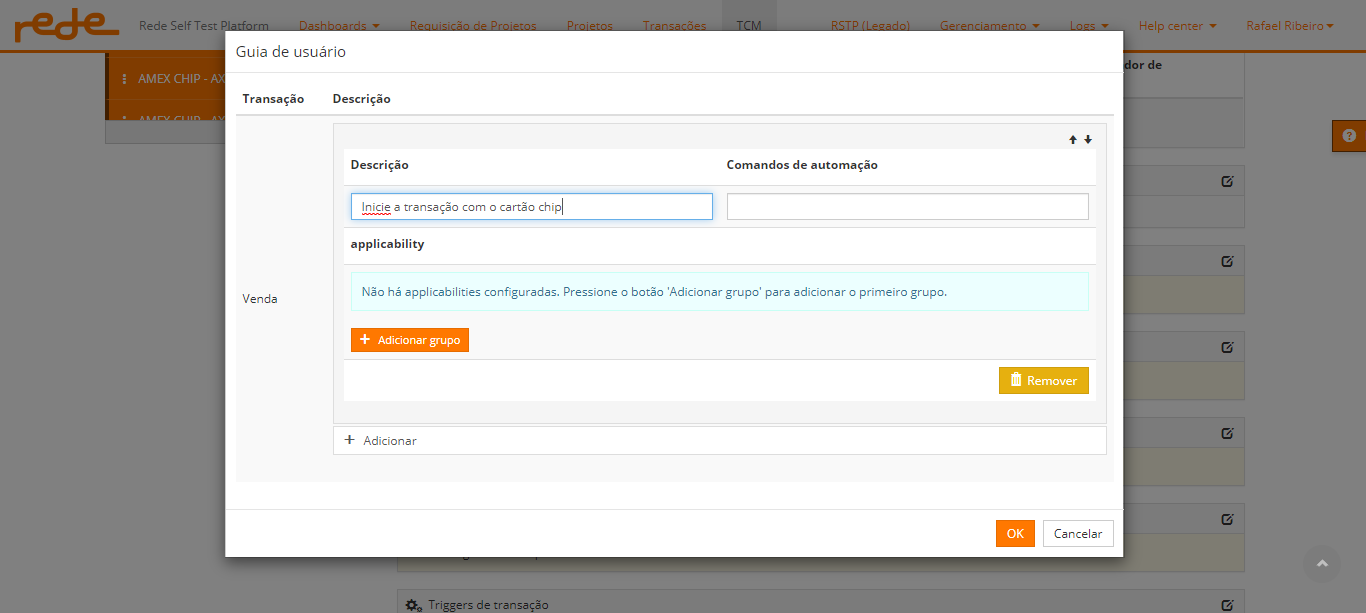 rede Rede Self Test Platform Dashboards Requisição de Projetos Projetos Transações TCM RSTP (Legado) Gerenciamento Logs Help center Rafael Ribeiro
Guia de usuário
dor de
AMEX CHIP - AX
Transação Descrição
AMEX CHIP - AX
Descrição Comandos de automação
Inicie a transação com o cartão chip
applicability
Não há applicabilities configuradas. Pressione o botão 'Adicionar grupo' para adicionar o primeiro grupo.
Venda
+ Adicionar grupo
Remover
+ Adicionar
OK Cancelar
Triggers de transação